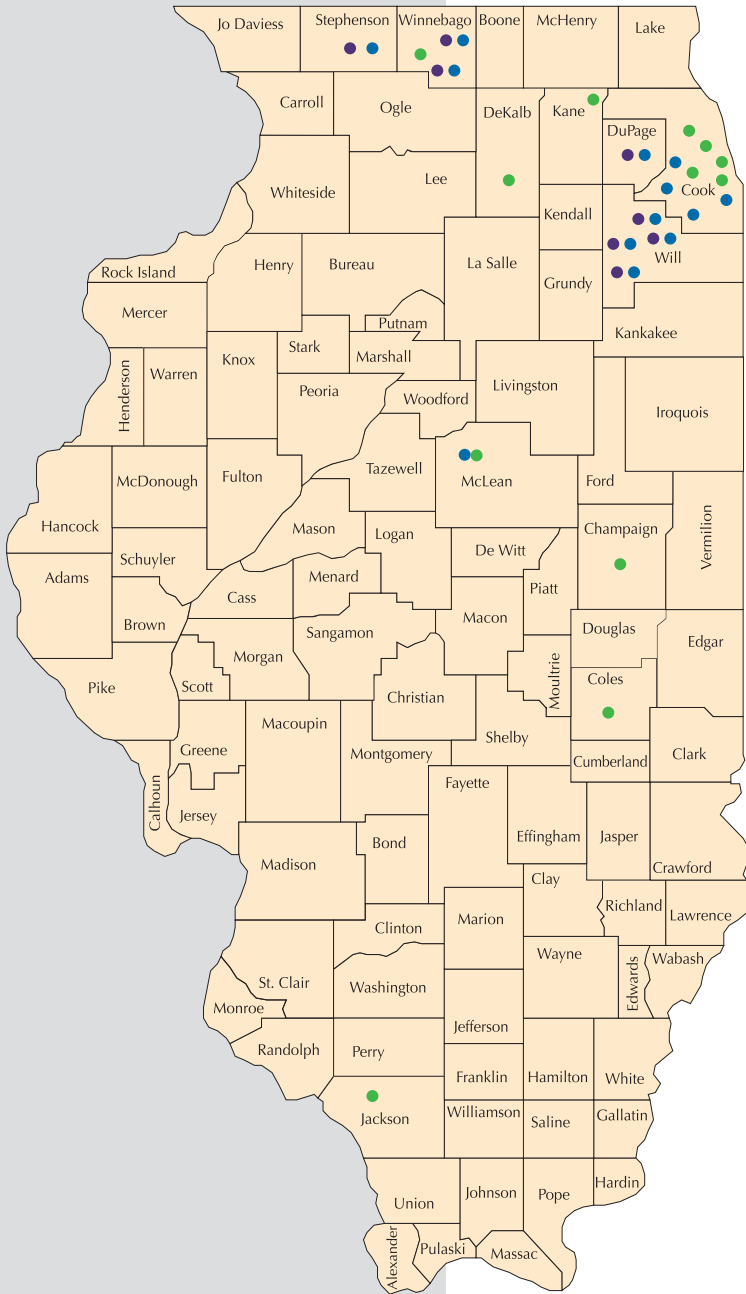 Jo Daviess
Stephenson
Winnebago
Boone
McHenry
Lake
Carroll
Ogle
DeKalb
Kane
DuPage
Cook
Whiteside
Lee
Kendall
Will
Rock Island
Henry
Bureau
La Salle
Grundy
Mercer
Putnam
Kankakee
Henderson
Warren
Knox
Stark
Marshall
Peoria
Woodford
Livingston
Iroquois
McDonough
Fulton
Tazewell
McLean
Ford
Hancock
Mason
Logan
Champaign
Vermilion
Schuyler
De Witt
Adams
Menard
Piatt
Cass
Brown
Sangamon
Macon
Douglas
Edgar
Pike
Scott
Morgan
Christian
Moultrie
Coles
Greene
Macoupin
Montgomery
Shelby
Cumberland
Clark
Calhoun
Jersey
Fayette
Effingham
Jasper
Crawford
Madison
Bond
Clay
Richland
Lawrence
Clinton
Marion
Wayne
Edwards
Wabash
St. Clair
Washington
Monroe
Jefferson
Randolph
Perry
Franklin
Hamilton
White
Jackson
Williamson
Saline
Gallatin
Union
Johnson
Pope
Hardin
Alexander
Pulaski
Massac